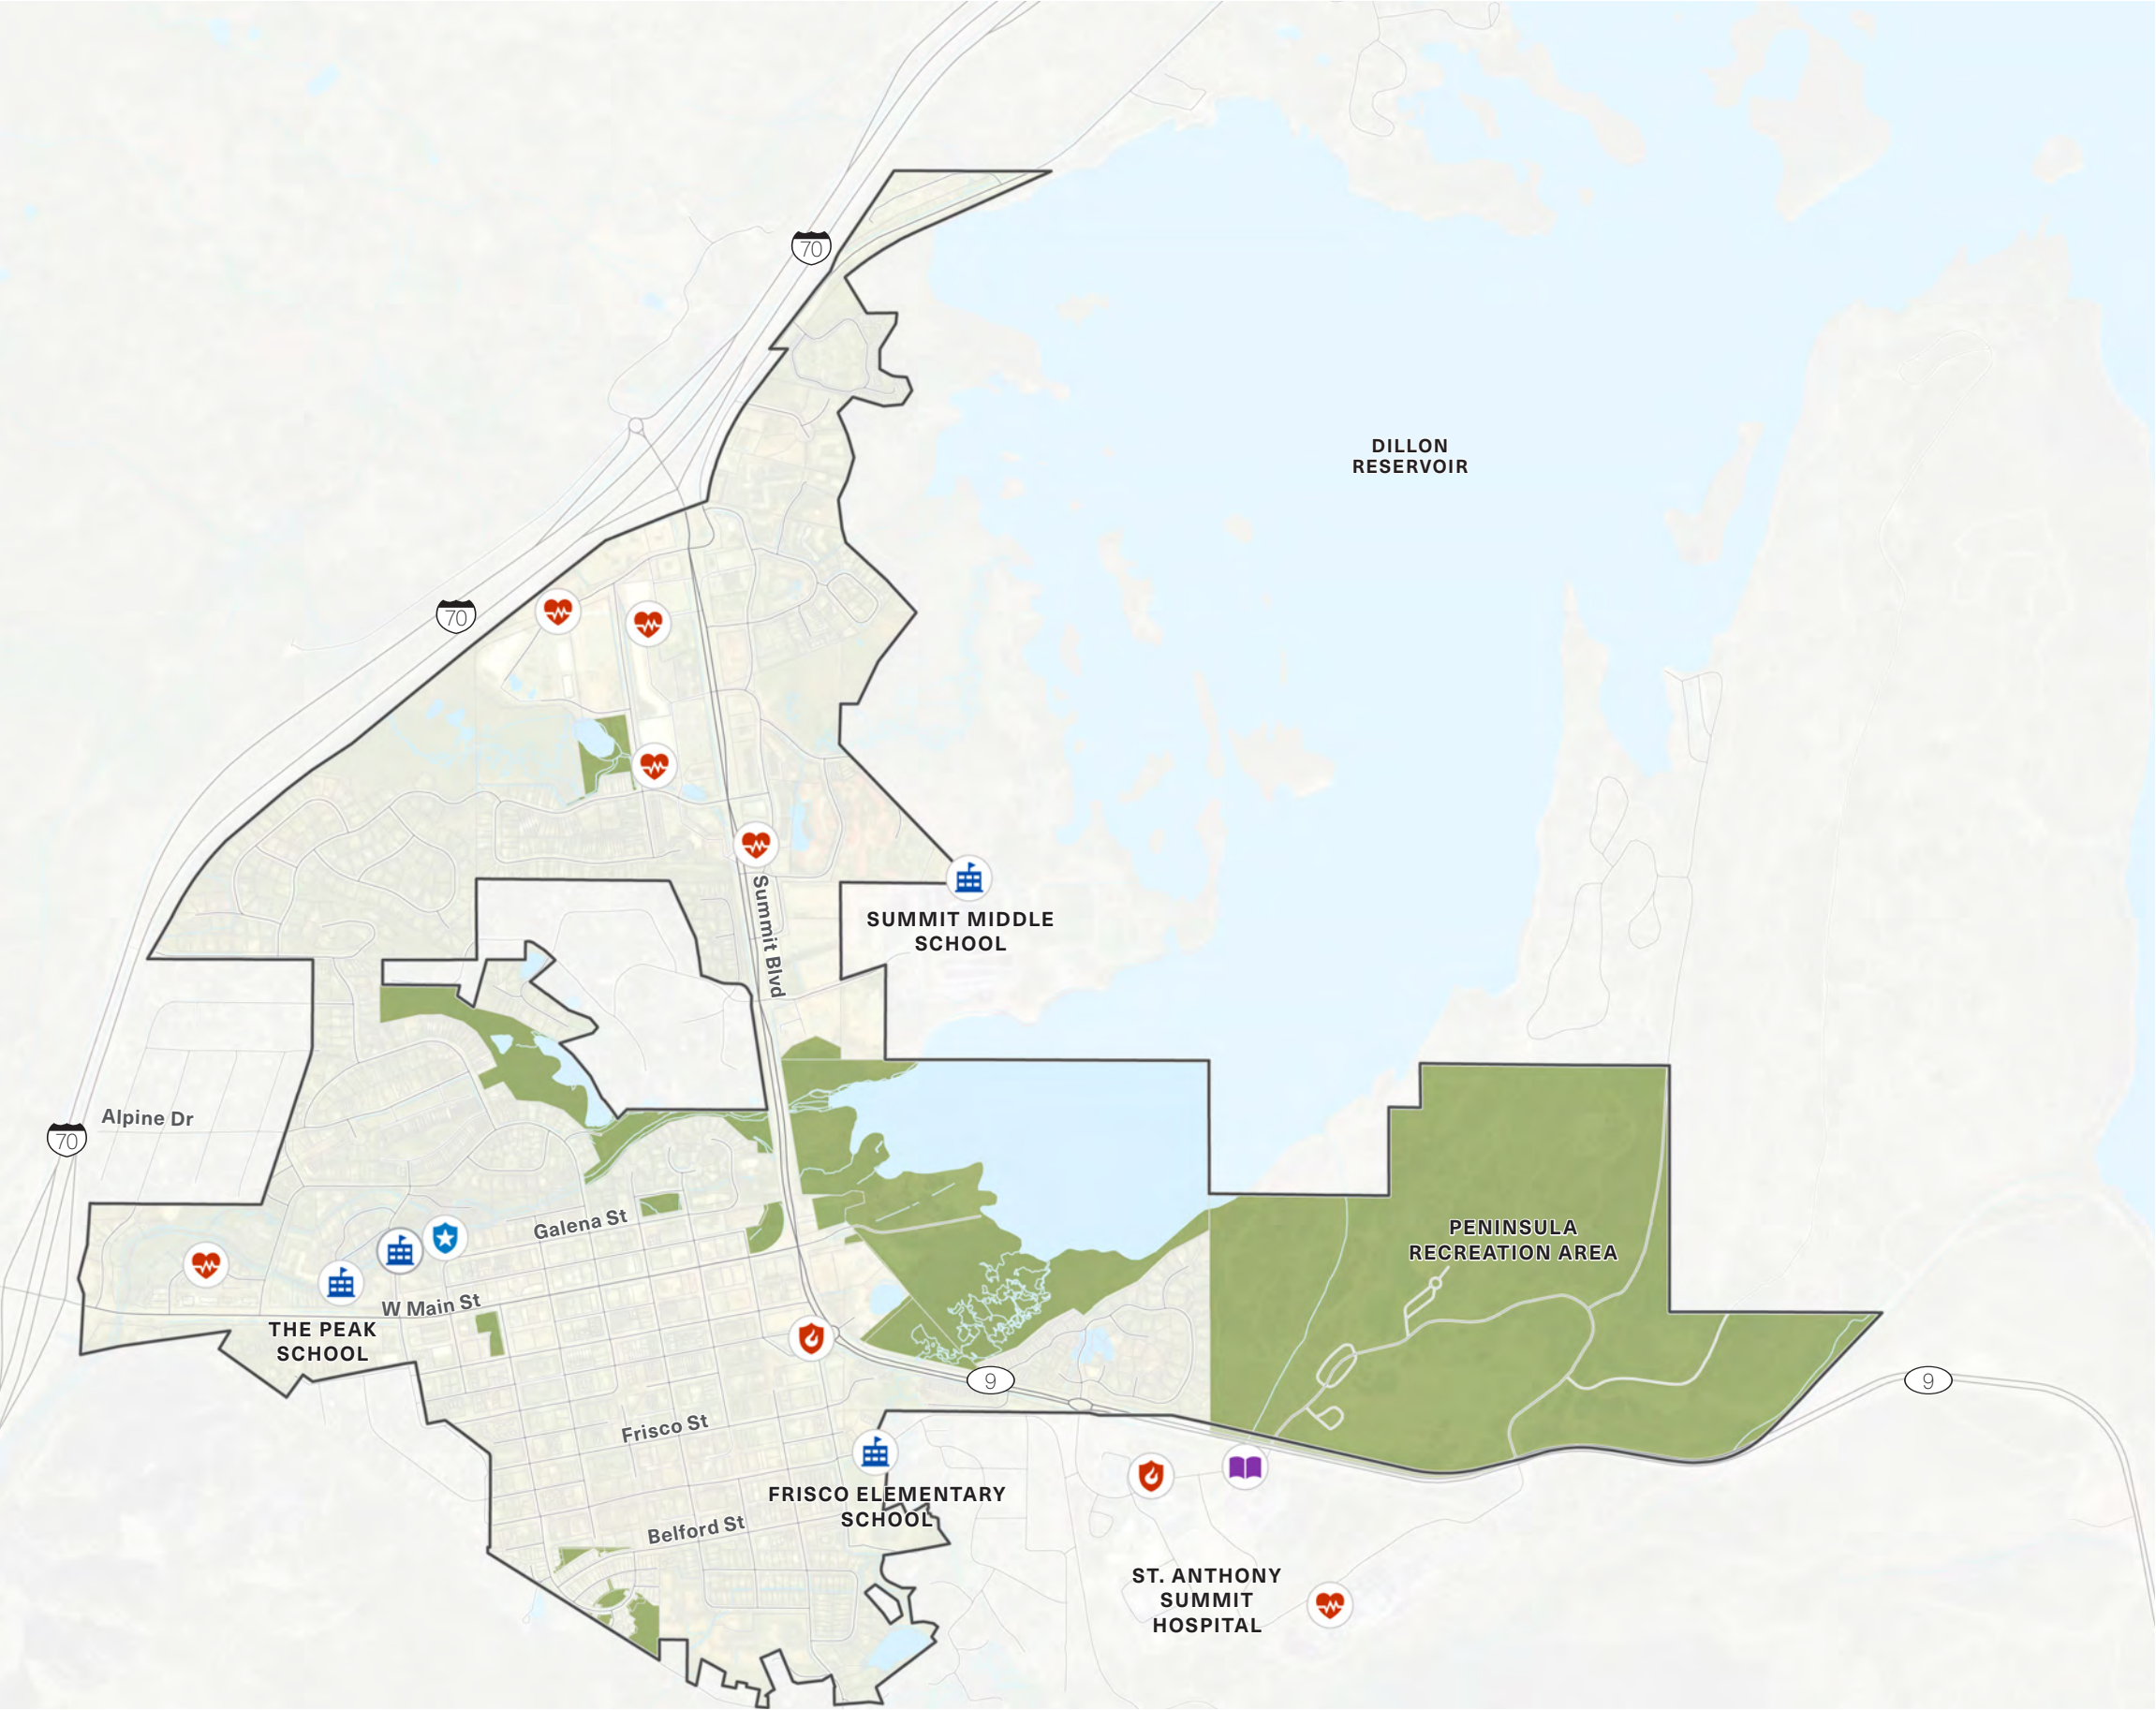 70
DILLON
RESERVOIR
70
Summit Blvd
SUMMIT MIDDLE
SCHOOL
Alpine Dr
70
Galena St
PENINSULA
RECREATION AREA
W Main St
THE PEAK
SCHOOL
9
9
Frisco St
FRISCO ELEMENTARY
SCHOOL
Belford St
ST. ANTHONY
SUMMIT
HOSPITAL